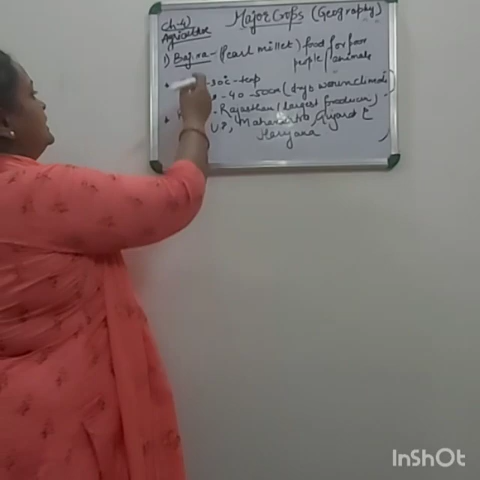 Ch-4)
Agriculture
Major Crops (Geography)
1) Bajra - (Pearl millet) food for poor
people/animals
-30°c - temp
- 40 - 50cm (dry & warm climate)
- Rajasthan (largest producer)
U.P, Maharashtra, Gujarat &
Haryana
InShOt